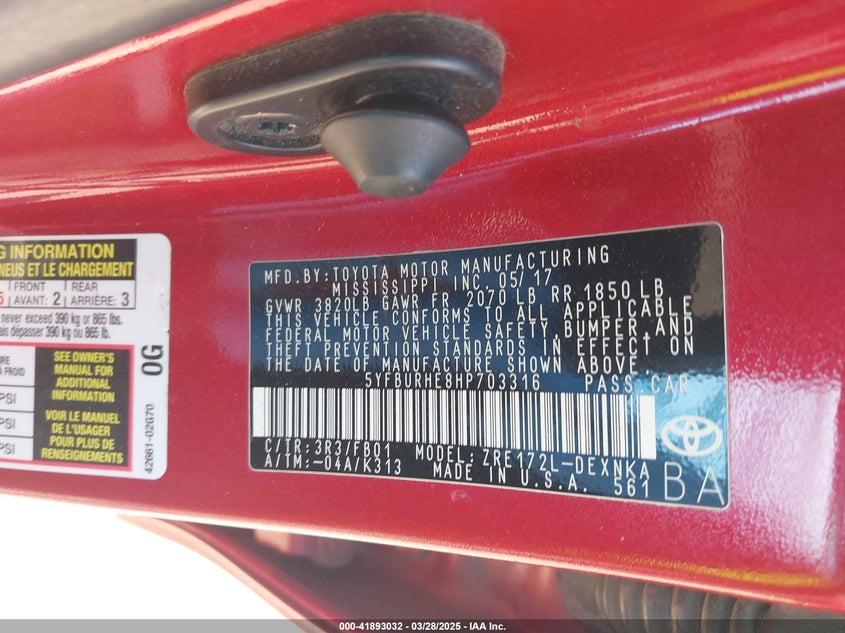 G INFORMATION
NEUS ET LE CHARGEMENT
5 FRONT REAR
AVANT: 2 ARRIÈRE: 3
never exceed 390 kg or 865 lbs.
dépasser 390 kg ou 865 lb.
A FROID
SEE OWNER'S
MANUAL FOR
ADDITIONAL
INFORMATION
PSI
VOIR LE MANUEL
DE L'USAGER
POUR PLUS DE
RENSEIGNEMENTS
PSI
PSI
0G
42661-02G70
MFD.BY:TOYOTA MOTOR MANUFACTURING
MISSISSIPPI INC.05/17
GVWR 3820LB GAWR FR 2070 LB RR 1850 LB
THIS VEHICLE CONFORMS TO ALL APPLICABLE
FEDERAL MOTOR VEHICLE SAFETY,BUMPER,AND
THEFT PREVENTION STANDARDS IN EFFECT ON
THE DATE OF MANUFACTURE SHOWN ABOVE.
5YFBURHE8HP703316 PASS.CAR
C/TR:3R3/FB01 MODEL:ZRE172L-DEXNKA
A/TM:-04A/K313 MADE IN U.S.A. 561
BA
000-41893032 - 03/28/2025 - IAA Inc.